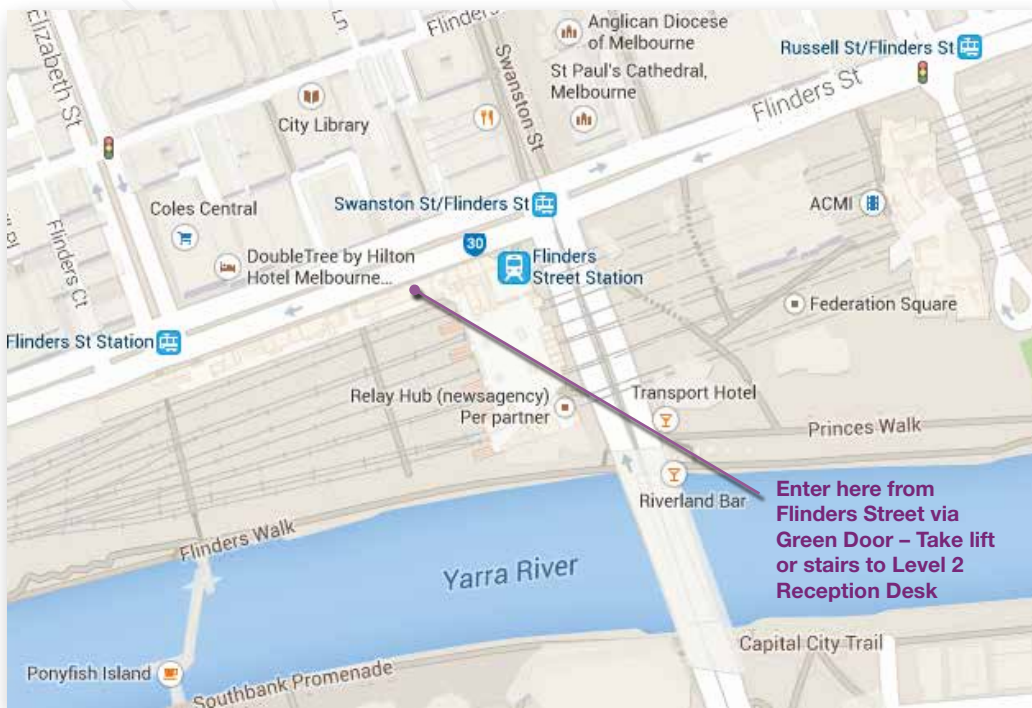 Elizabeth St
Ln
Flinders
Swanston St
Anglican Diocese
of Melbourne
St Paul's Cathedral,
Melbourne
Russell St/Flinders St
Flinders St
City Library
Coles Central
Swanston St/Flinders St
ACMI
Flinders Ct
DoubleTree by Hilton
Hotel Melbourne...
30
Flinders
Street Station
Federation Square
Flinders St Station
Relay Hub (newsagency)
Per partner
Transport Hotel
Princes Walk
Riverland Bar
Enter here from
Flinders Street via
Green Door – Take lift
or stairs to Level 2
Reception Desk
Flinders Walk
Yarra River
Capital City Trail
Ponyfish Island
Southbank Promenade